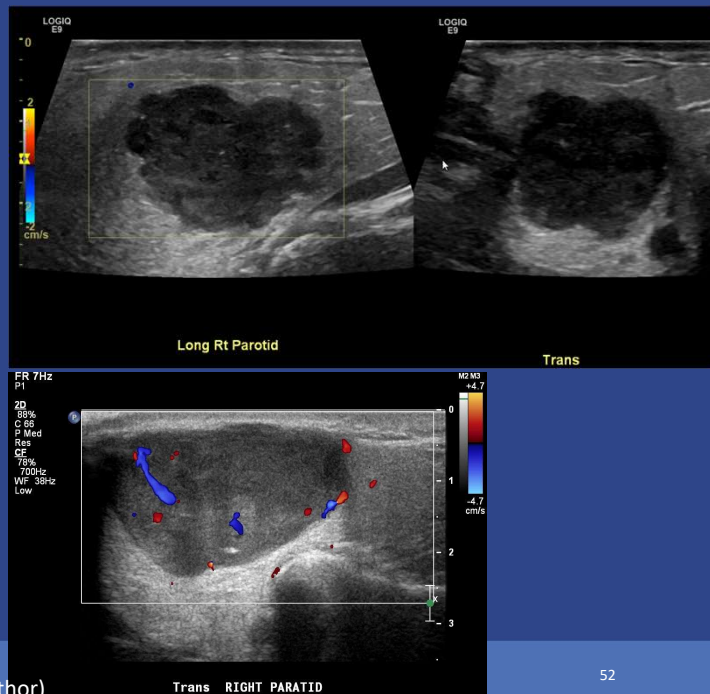 LOGIQ
E9
LOGIQ
E9
0
2
-2
cm/s
Long Rt Parotid
Trans
FR 7Hz
P1
2D
88%
C 66
P Med
Res
CF
78%
700Hz
WF 38Hz
Low
P
M2 M3
+4.7
-4.7
cm/s
0
1
2
x
3
Trans RIGHT PARATID
52
thor)